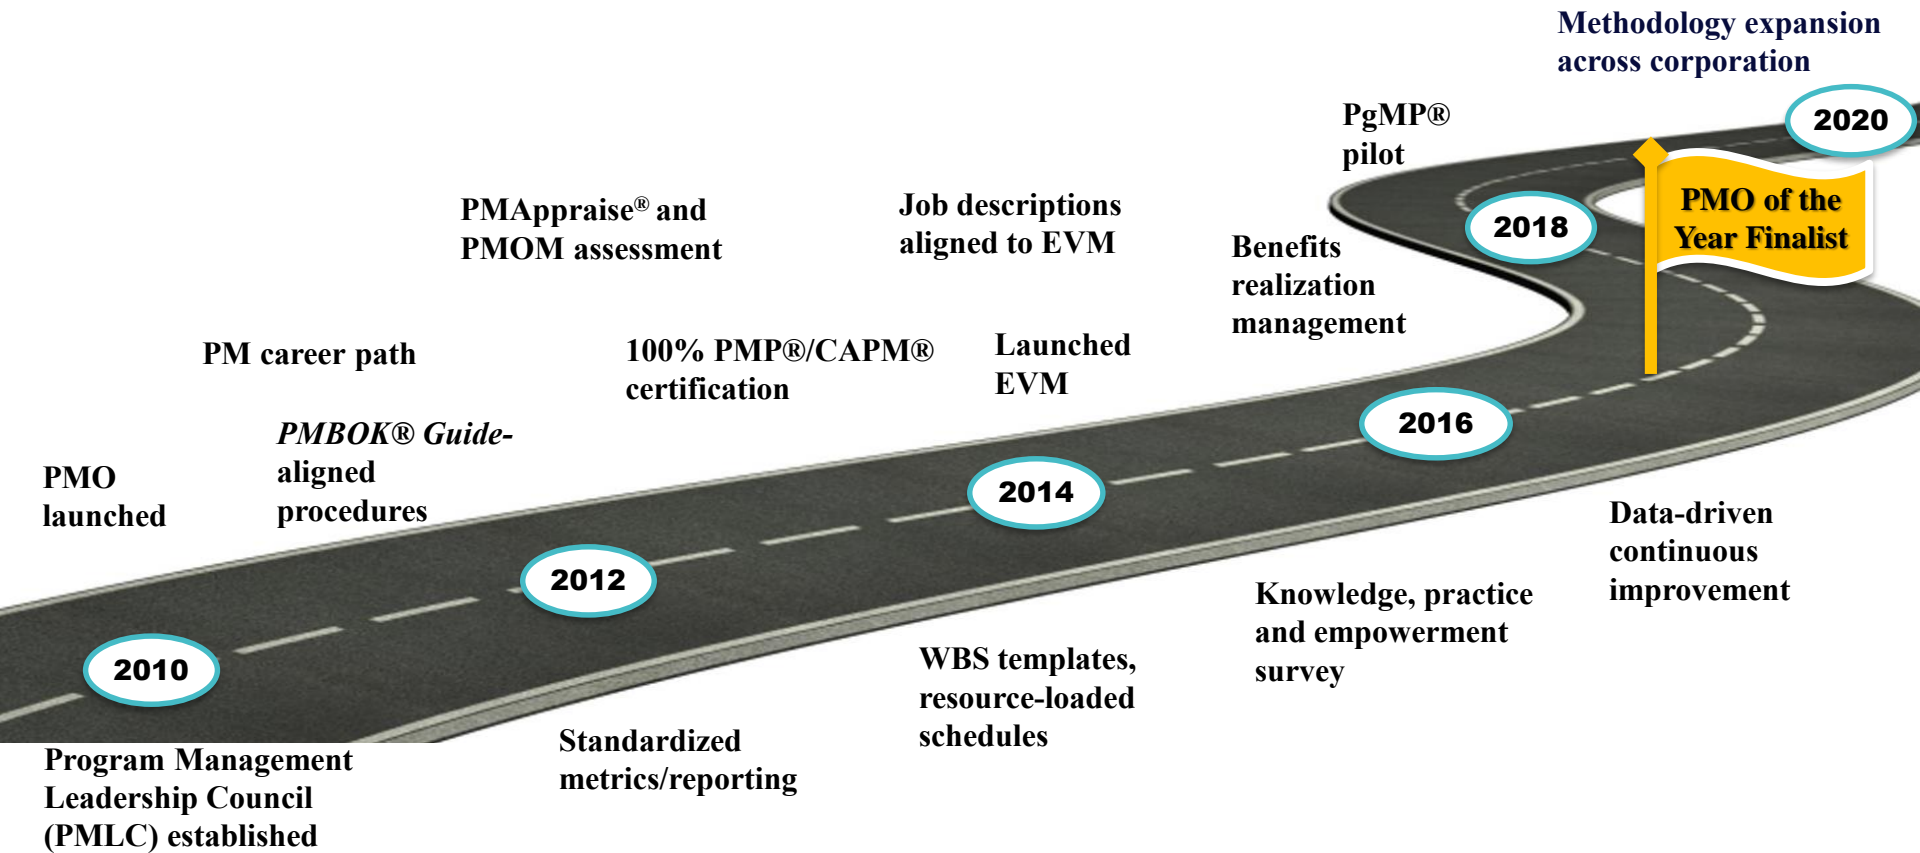 Methodology expansion
across corporation
2020
PgMP®
pilot
PMO of the
Year Finalist
2018
PMAppraise® and
PMOM assessment
Job descriptions
aligned to EVM
Benefits
realization
management
PM career path
100% PMP®/CAPM®
certification
Launched
EVM
2016
PMBOK® Guide-
aligned
procedures
PMO
launched
2014
Data-driven
continuous
improvement
2012
Knowledge, practice
and empowerment
survey
2010
WBS templates,
resource-loaded
schedules
Standardized
metrics/reporting
Program Management
Leadership Council
(PMLC) established